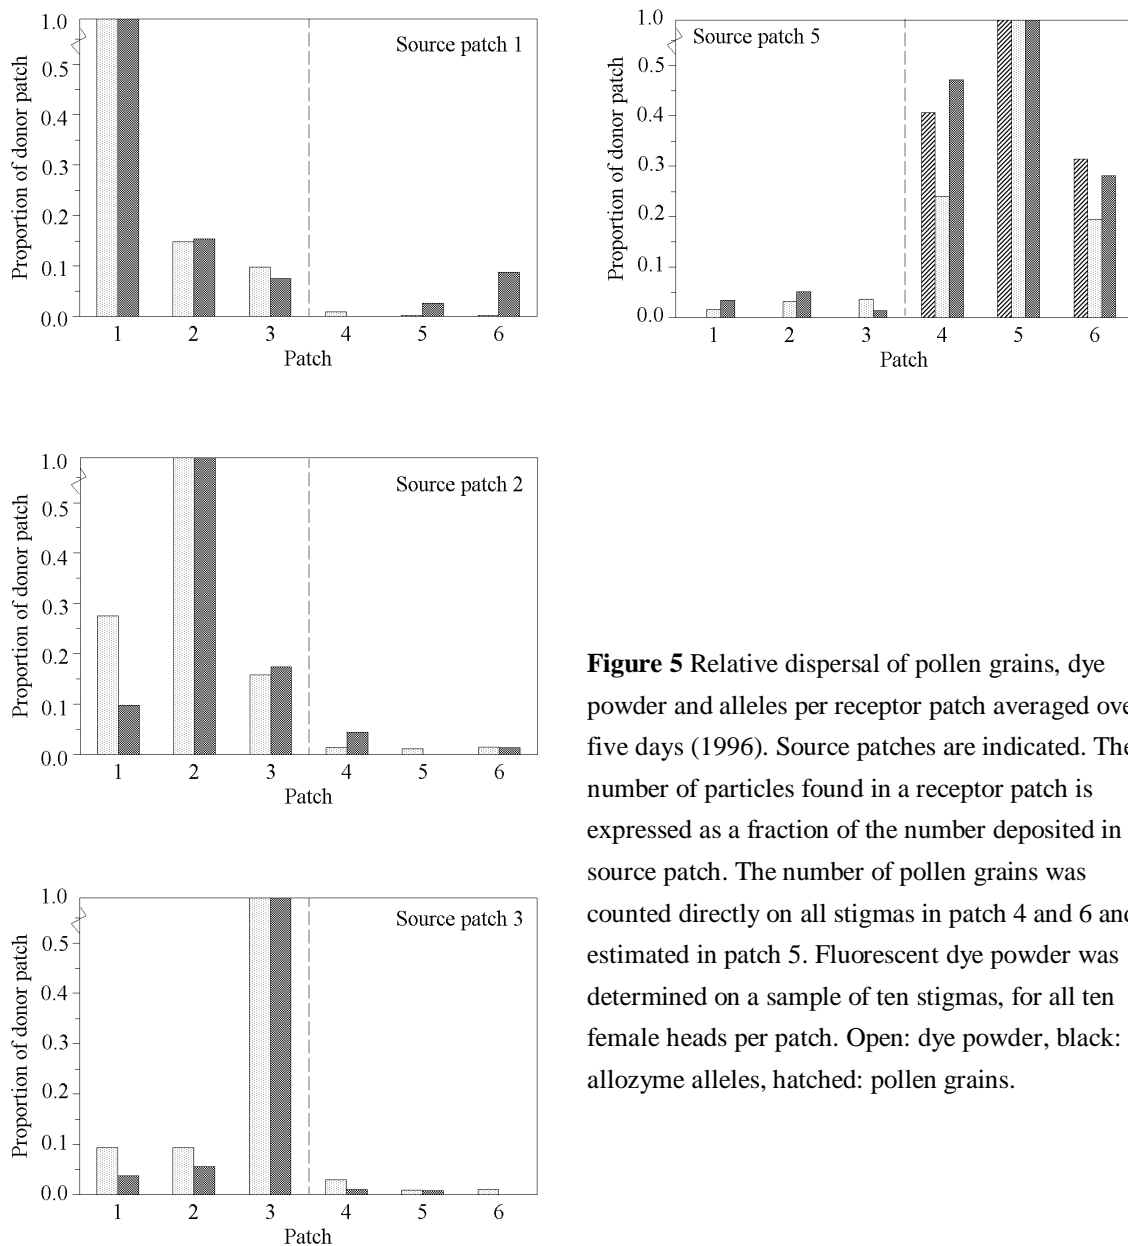 1.0
0.5
0.4
0.3
0.2
0.1
0.0
Proportion of donor patch
Source patch 1
1 2 3 4 5 6
Patch
1.0
0.5
0.4
0.3
0.2
0.1
0.0
Proportion of donor patch
Source patch 5
1 2 3 4 5 6
Patch
1.0
0.5
0.4
0.3
0.2
0.1
0.0
Proportion of donor patch
Source patch 2
1 2 3 4 5 6
Patch
1.0
0.5
0.4
0.3
0.2
0.1
0.0
Proportion of donor patch
Source patch 3
1 2 3 4 5 6
Patch
Figure 5 Relative dispersal of pollen grains, dye
powder and alleles per receptor patch averaged ove
five days (1996). Source patches are indicated. The
number of particles found in a receptor patch is
expressed as a fraction of the number deposited in
source patch. The number of pollen grains was
counted directly on all stigmas in patch 4 and 6 and
estimated in patch 5. Fluorescent dye powder was
determined on a sample of ten stigmas, for all ten
female heads per patch. Open: dye powder, black:
allozyme alleles, hatched: pollen grains.